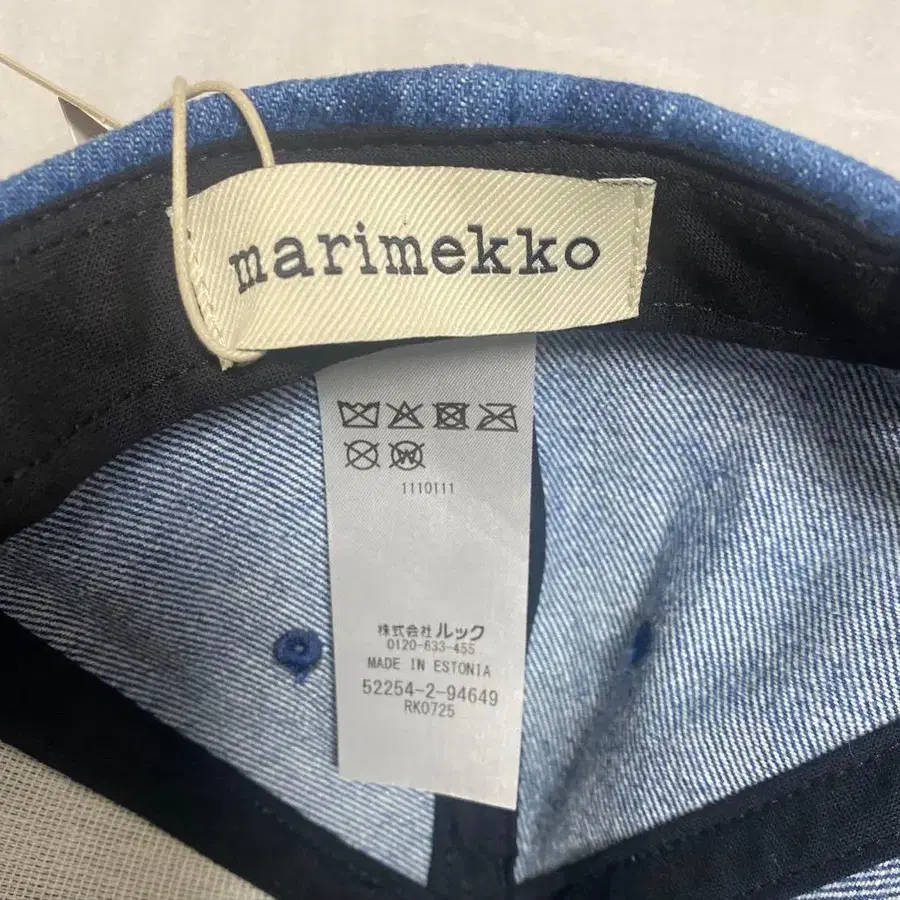 marimekko
1110111
株式会社 ルック
0120-633-455
MADE IN ESTONIA
52254-2-94649
RK0725